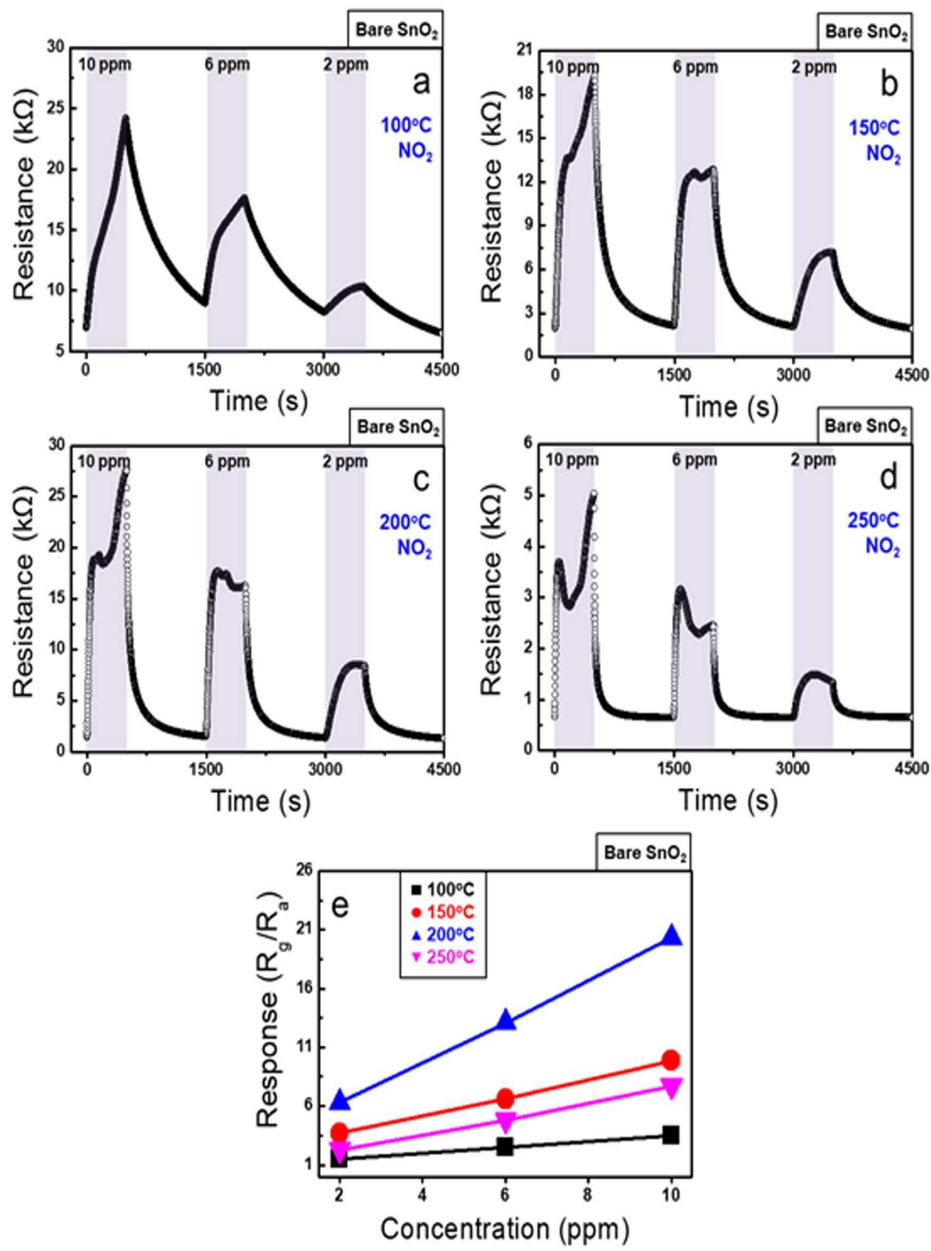 Bare SnO₂
30
25
20
15
10
5
Resistance (kΩ)
10 ppm 6 ppm 2 ppm
a
100°C
NO₂
0 1500 3000 4500
Time (s)
Bare SnO₂
21
18
15
12
9
6
3
0
Resistance (kΩ)
10 ppm 6 ppm 2 ppm
b
150°C
NO₂
0 1500 3000 4500
Time (s)
Bare SnO₂
30
25
20
15
10
5
0
Resistance (kΩ)
10 ppm 6 ppm 2 ppm
c
200°C
NO₂
0 1500 3000 4500
Time (s)
Bare SnO₂
6
5
4
3
2
1
0
Resistance (kΩ)
10 ppm 6 ppm 2 ppm
d
250°C
NO₂
0 1500 3000 4500
Time (s)
Bare SnO₂
26
21
16
11
6
1
Response (R_g/R_a)
e
100°C
150°C
200°C
250°C
2 4 6 8 10
Concentration (ppm)